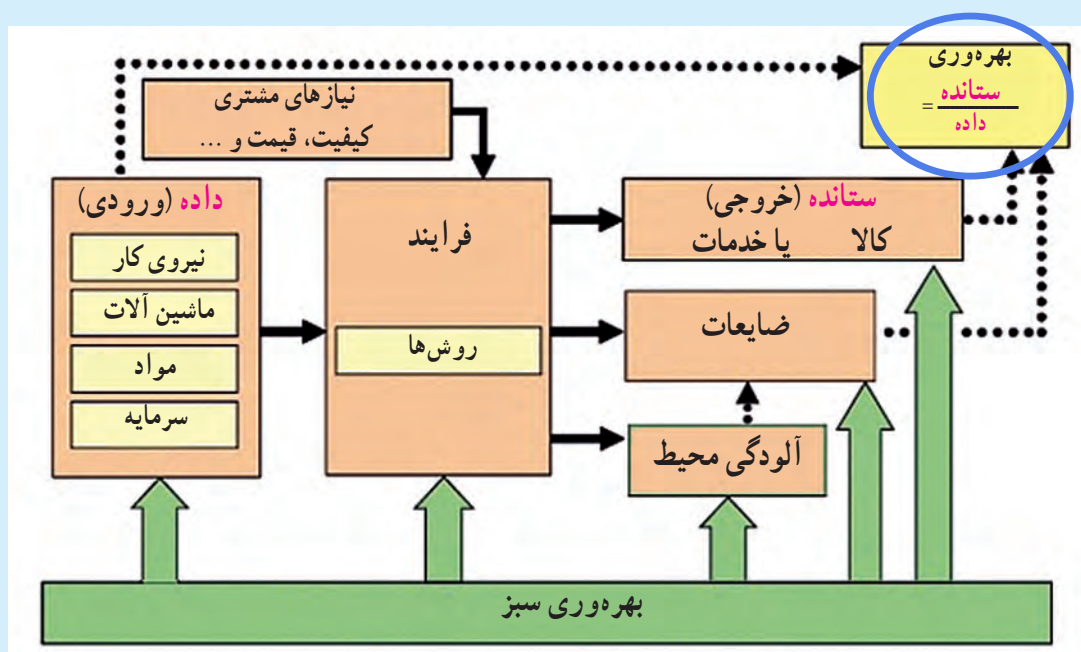 بهره‌وری
= ستانده
داده
نیازهای مشتری
کیفیت، قیمت و ...
داده (ورودی)
نیروی کار
ماشین آلات
مواد
سرمایه
فرایند
روش‌ها
ستانده (خروجی)
کالا یا خدمات
ضایعات
آلودگی محیط
بهره‌وری سبز